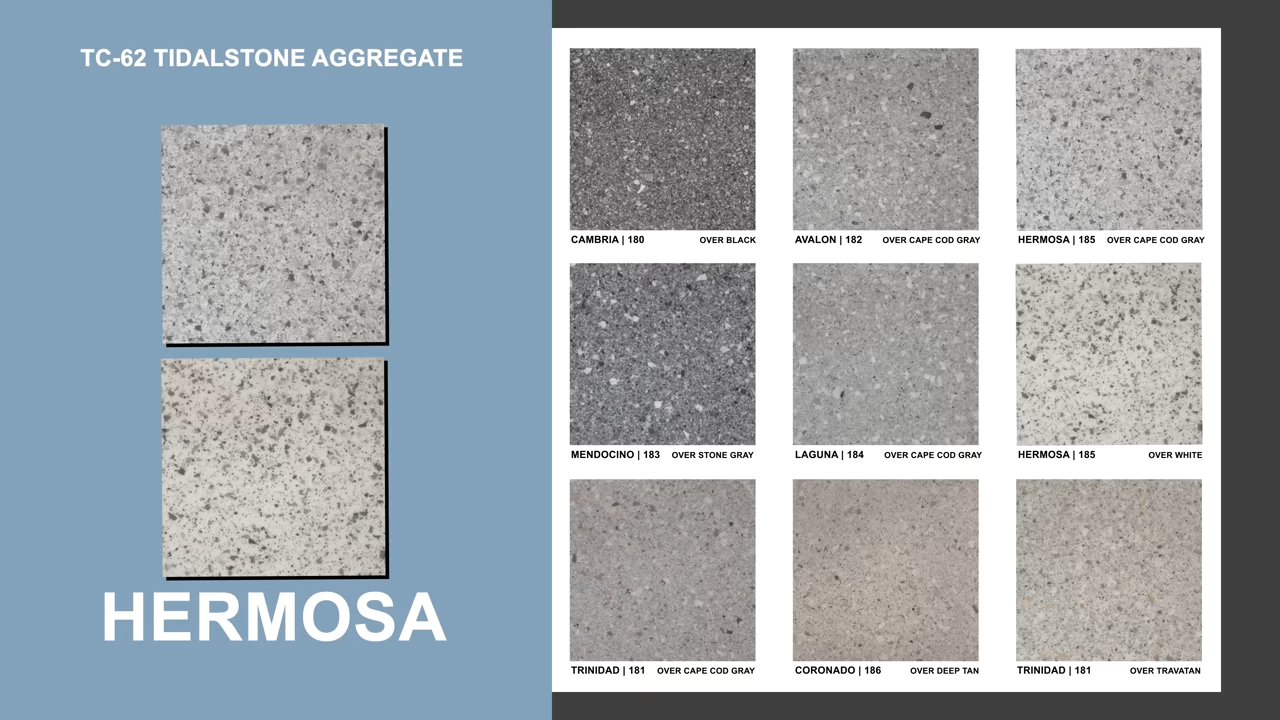 TC-62 TIDALSTONE AGGREGATE
HERMOSA
CAMBRIA | 180 OVER BLACK
AVALON | 182 OVER CAPE COD GRAY
HERMOSA | 185 OVER CAPE COD GRAY
MENDOCINO | 183 OVER STONE GRAY
LAGUNA | 184 OVER CAPE COD GRAY
HERMOSA | 185 OVER WHITE
TRINIDAD | 181 OVER CAPE COD GRAY
CORONADO | 186 OVER DEEP TAN
TRINIDAD | 181 OVER TRAVATAN